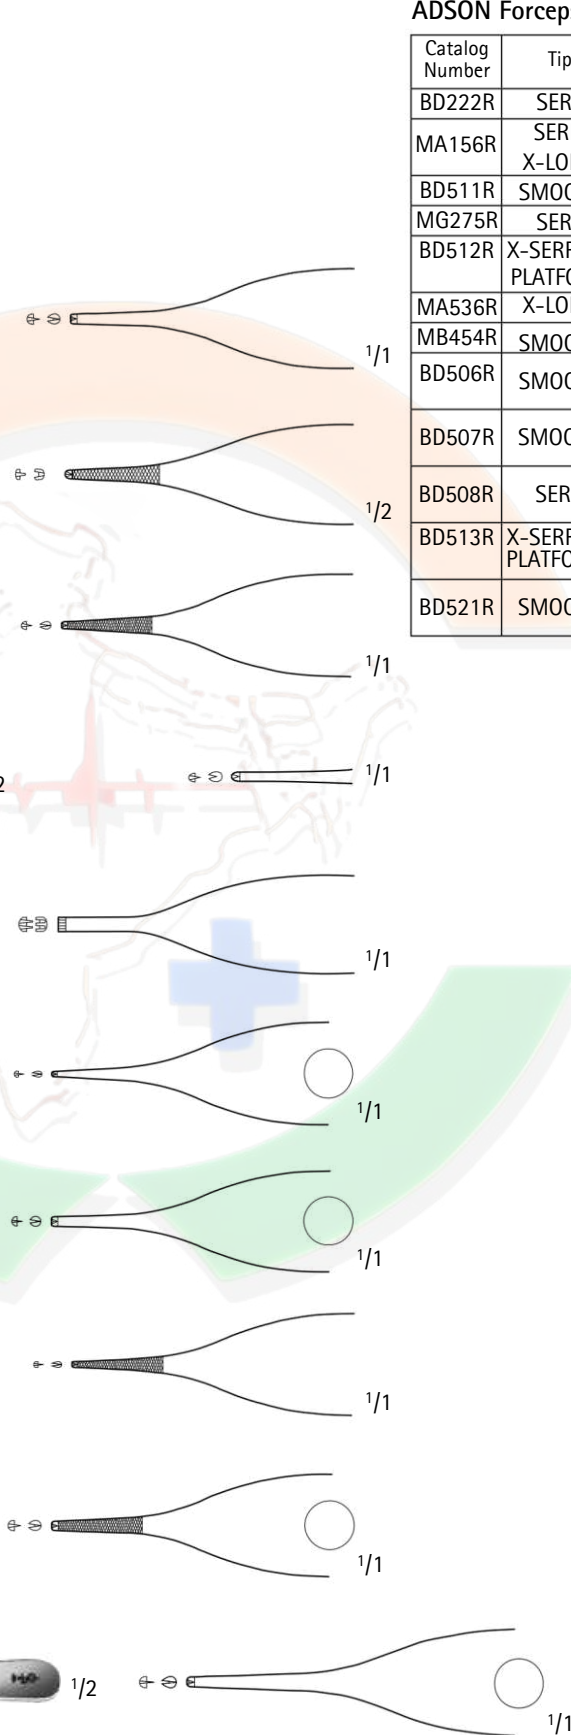 ADSON Forcep
Catalog
Number
Tip
BD222R SER
MA156R SER
X-LO
BD511R SMOO
MG275R SER
BD512R X-SERR
PLATFO
MA536R X-LO
MB454R SMOO
BD506R SMOO
BD507R SMOO
BD508R SER
BD513R X-SERR
PLATFO
BD521R SMOO
1/1
1/2
1/1
2
1/1
1/1
1/1
1/1
1/1
1/1
1/2
1/1